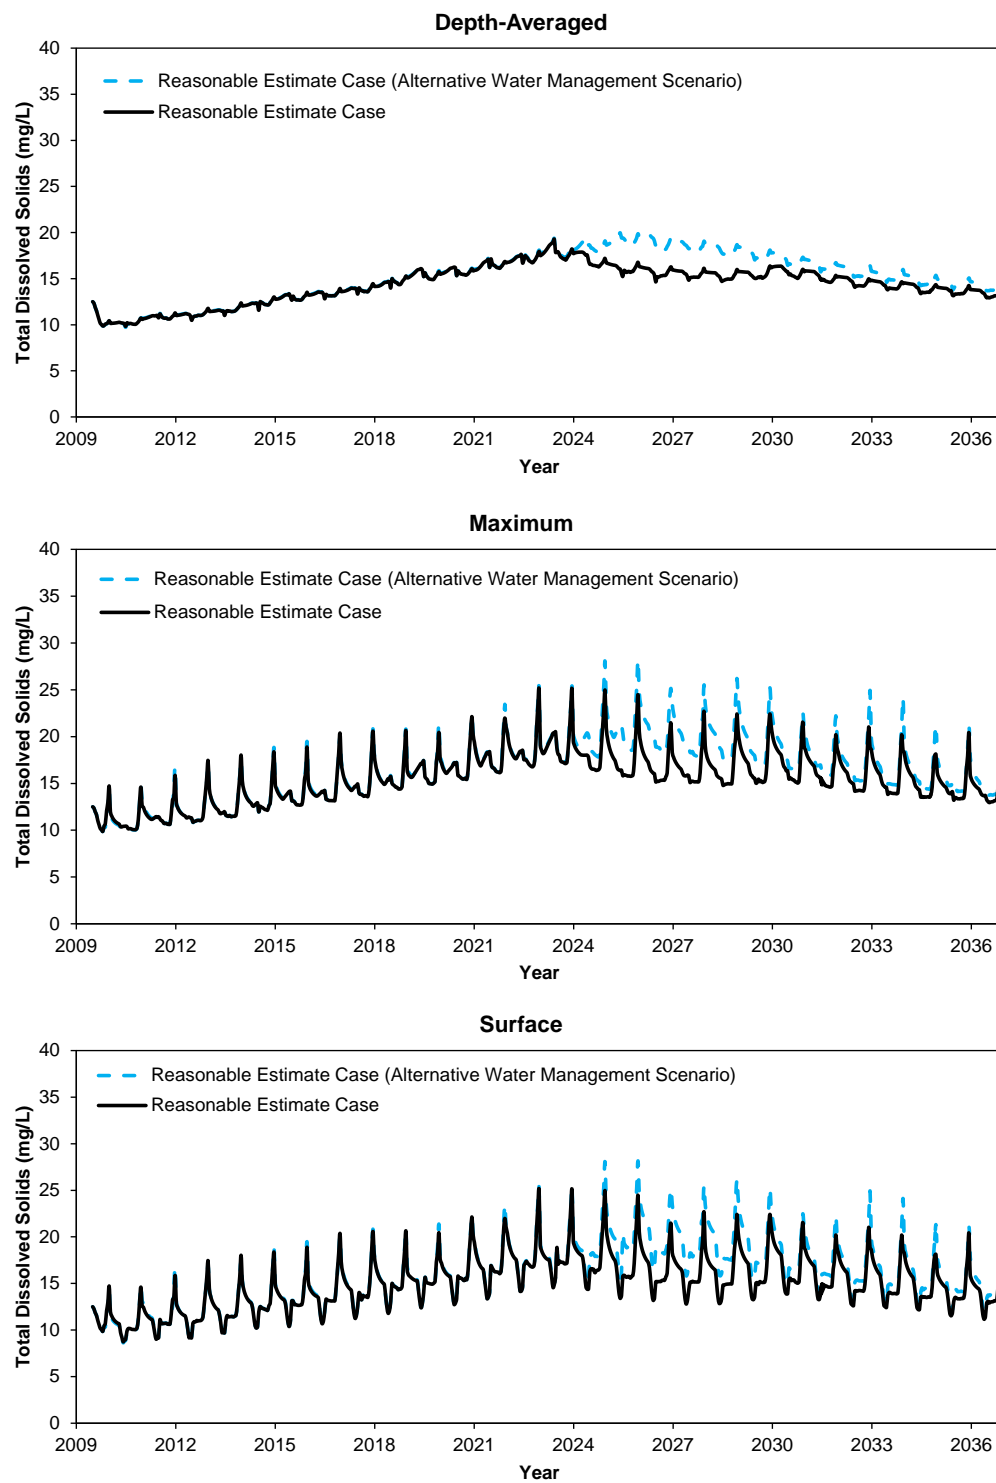 Depth-Averaged
40
35
30
25
20
15
10
5
0
Total Dissolved Solids (mg/L)
Reasonable Estimate Case (Alternative Water Management Scenario)
Reasonable Estimate Case
2009 2012 2015 2018 2021 2024 2027 2030 2033 2036
Year
Maximum
40
35
30
25
20
15
10
5
0
Total Dissolved Solids (mg/L)
Reasonable Estimate Case (Alternative Water Management Scenario)
Reasonable Estimate Case
2009 2012 2015 2018 2021 2024 2027 2030 2033 2036
Year
Surface
40
35
30
25
20
15
10
5
0
Total Dissolved Solids (mg/L)
Reasonable Estimate Case (Alternative Water Management Scenario)
Reasonable Estimate Case
2009 2012 2015 2018 2021 2024 2027 2030 2033 2036
Year